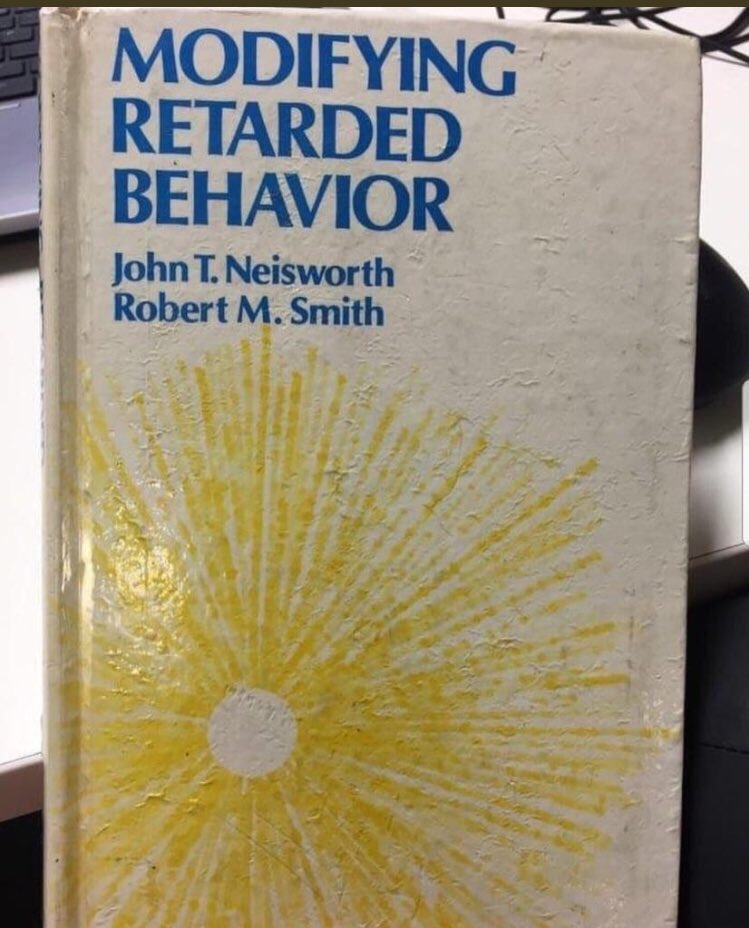 MODIFYING
RETARDED
BEHAVIOR
John T. Neisworth
Robert M. Smith